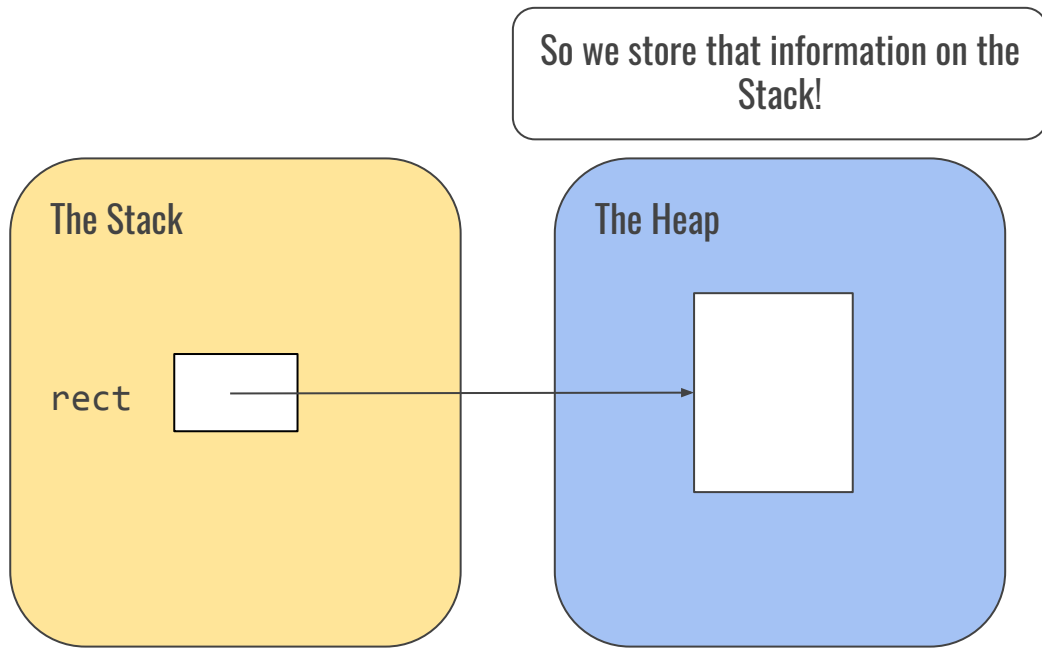 So we store that information on the
Stack!
The Stack
The Heap
rect